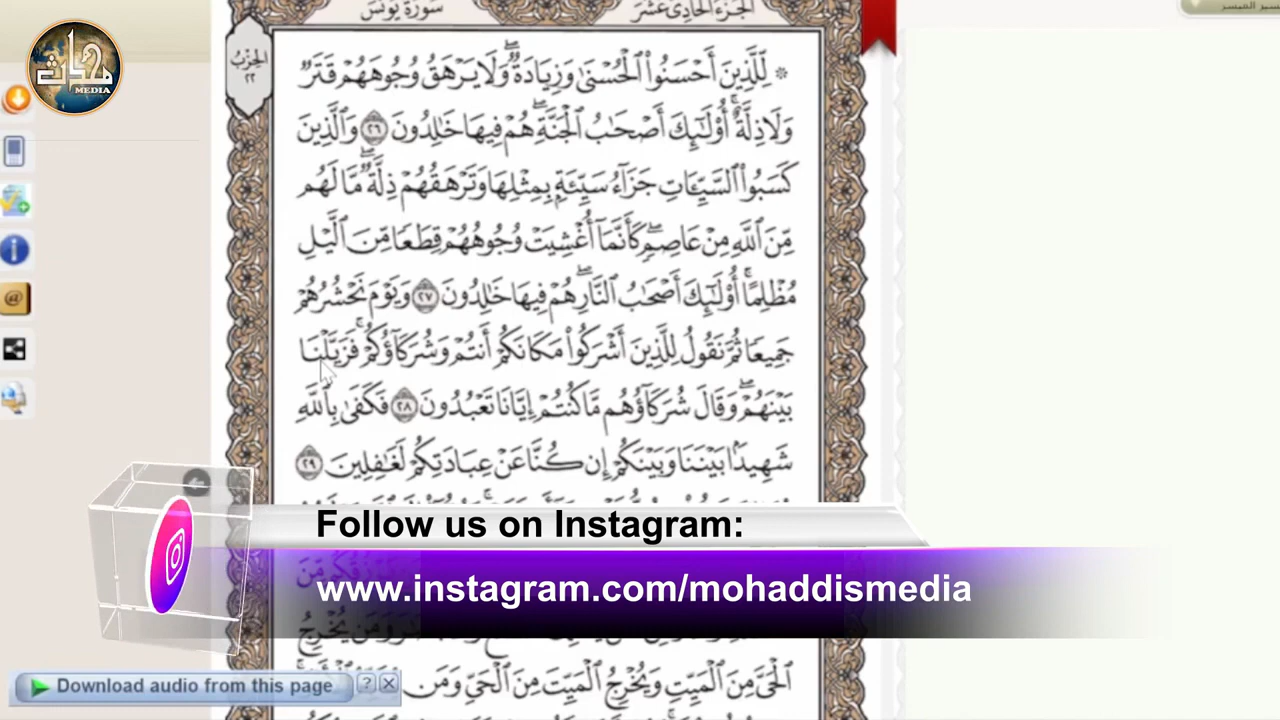 سورة يونس
الجزء الحادى عشر
محدث
MEDIA
الحزب
٢٢
۞ لِّلَّذِينَ أَحْسَنُوا۟ ٱلْحُسْنَىٰ وَزِيَادَةٌ ۖ وَلَا يَرْهَقُ وُجُوهَهُمْ قَتَرٌ
وَلَا ذِلَّةٌ ۚ أُو۟لَٰٓئِكَ أَصْحَٰبُ ٱلْجَنَّةِ ۖ هُمْ فِيهَا خَٰلِدُونَ ٢٦ وَٱلَّذِينَ
كَسَبُوا۟ ٱلسَّيِّـَٔاتِ جَزَآءُ سَيِّئَةٍۭ بِمِثْلِهَا وَتَرْهَقُهُمْ ذِلَّةٌ ۖ مَّا لَهُم
مِّنَ ٱللَّهِ مِنْ عَاصِمٍ ۖ كَأَنَّمَآ أُغْشِيَتْ وُجُوهُهُمْ قِطَعًا مِّنَ ٱلَّيْلِ
مُظْلِمًا ۚ أُو۟لَٰٓئِكَ أَصْحَٰبُ ٱلنَّارِ ۖ هُمْ فِيهَا خَٰلِدُونَ ٢٧ وَيَوْمَ نَحْشُرُهُمْ
جَمِيعًا ثُمَّ نَقُولُ لِلَّذِينَ أَشْرَكُوا۟ مَكَانَكُمْ أَنتُمْ وَشُرَكَآؤُكُمْ ۚ فَزَيَّلْنَا
بَيْنَهُمْ ۖ وَقَالَ شُرَكَآؤُهُم مَّا كُنتُمْ إِيَّانَا تَعْبُدُونَ ٢٨ فَكَفَىٰ بِٱللَّهِ
شَهِيدًۢا بَيْنَنَا وَبَيْنَكُمْ إِن كُنَّا عَنْ عِبَادَتِكُمْ لَغَٰفِلِينَ ٢٩
Follow us on Instagram:
www.instagram.com/mohaddismedia
وَمَن يُخْرِجُ
ٱلْحَىَّ مِنَ ٱلْمَيِّتِ وَيُخْرِجُ ٱلْمَيِّتَ مِنَ ٱلْحَىِّ وَمَن
Download audio from this page